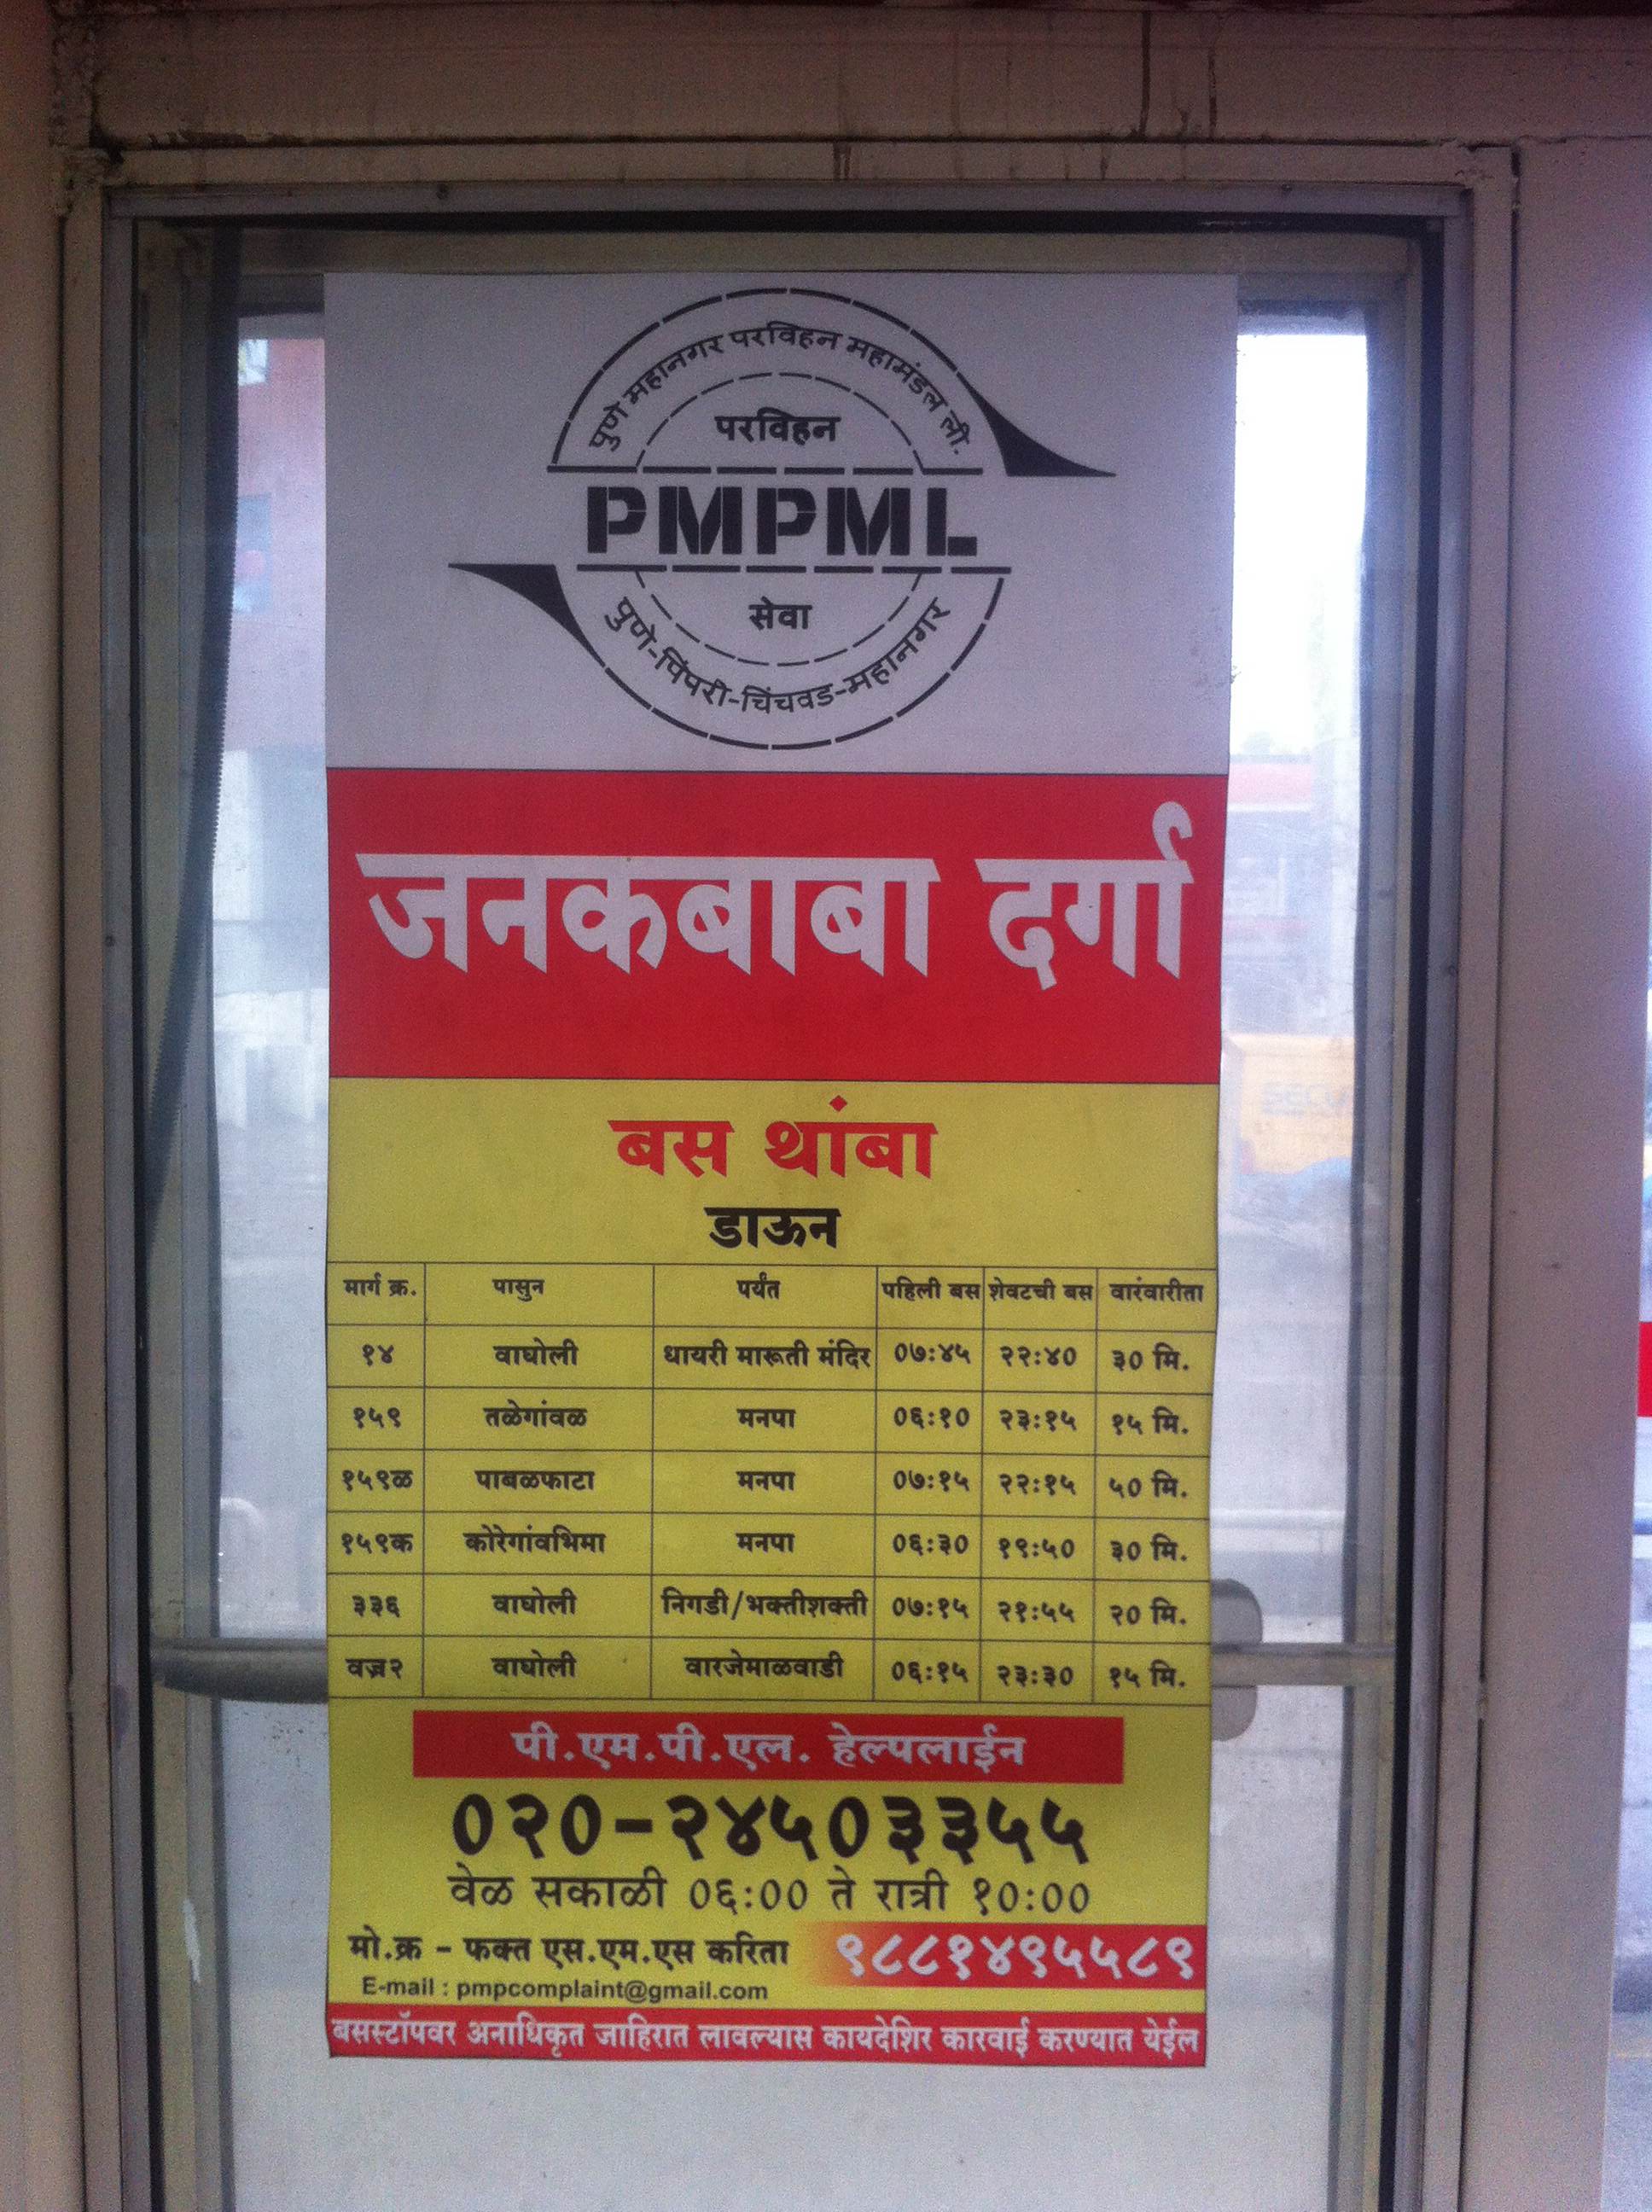 पुणे महानगर परविहन महामंडल ली.
परविहन
PMPML
सेवा
पुणे-पिंपरी-चिंचवड-महानगर
जनकबाबा दर्गा
बस थांबा
डाऊन
मार्ग क्र. पासुन पर्यंत पहिली बस शेवटची बस वारंवारीता
१४ वाघोली धायरी मारूती मंदिर ०७:४५ २२:४० ३० मि.
१५९ तळेगांवळ मनपा ०६:१० २३:१५ १५ मि.
१५९ळ पाबळफाटा मनपा ०७:१५ २२:१५ ५० मि.
१५९क कोरेगांवभिमा मनपा ०६:३० १९:५० ३० मि.
३३६ वाघोली निगडी/भक्तीशक्ती ०७:१५ २१:५५ २० मि.
वज्र२ वाघोली वारजेमाळवाडी ०६:१५ २३:३० १५ मि.
पी.एम.पी.एल. हेल्पलाईन
०२०-२४५०३३५५
वेळ सकाळी ०६:०० ते रात्री १०:००
मो.क्र - फक्त एस.एम.एस करिता ९८८१४९५५८९
E-mail : pmpcomplaint@gmail.com
बसस्टॉपवर अनाधिकृत जाहिरात लावल्यास कायदेशिर कारवाई करण्यात येईल